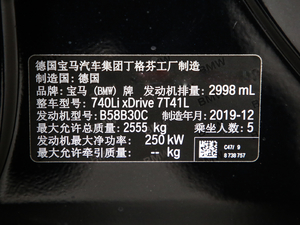 德国宝马汽车集团丁格芬工厂制造
制造国：德国
品牌：宝马 (BMW) 牌 发动机排量：2998 mL
整车型号：740Li xDrive 7T41L
发动机型号：B58B30C 制造年月：2019-12
最大允许总质量：2555 kg 乘坐人数：5
发动机最大净功率：250 kW
最大允许牵引质量：-- kg
C47/ 9
8 738 757